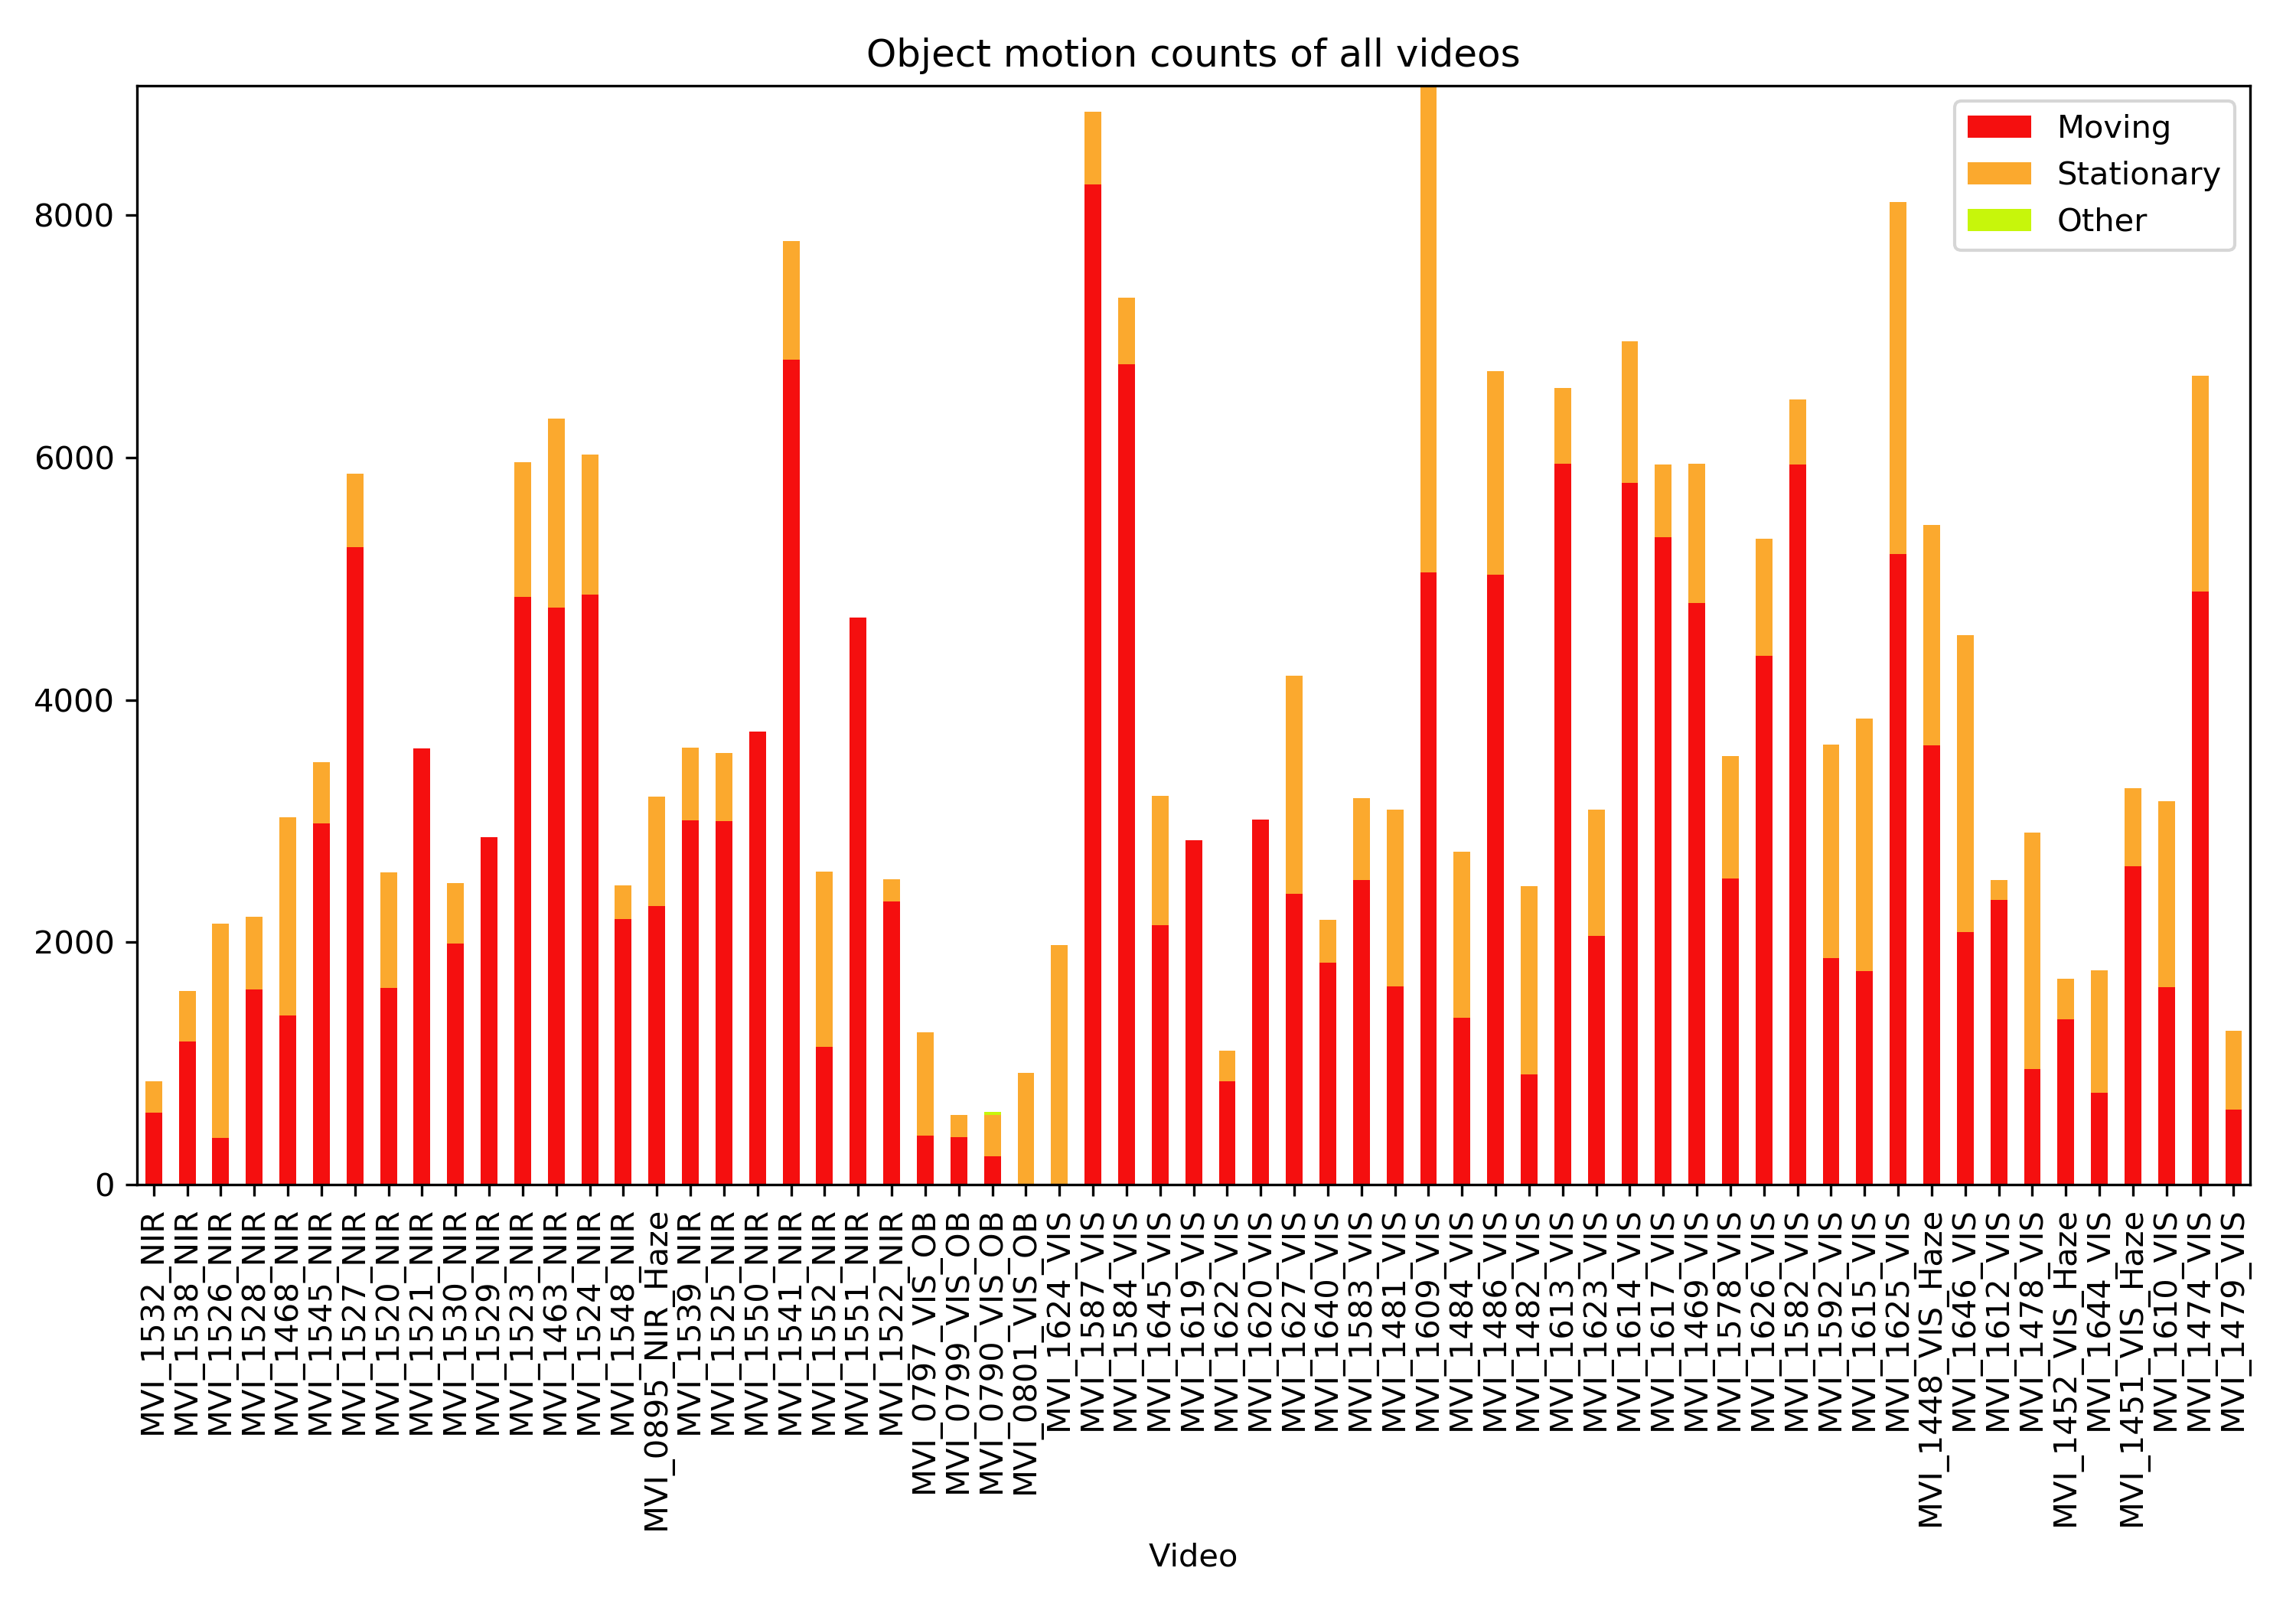 Object motion counts of all videos
Moving
Stationary
Other
8000
6000
4000
2000
0
MVI_1532_NIR
MVI_1538_NIR
MVI_1526_NIR
MVI_1528_NIR
MVI_1468_NIR
MVI_1545_NIR
MVI_1527_NIR
MVI_1520_NIR
MVI_1521_NIR
MVI_1530_NIR
MVI_1529_NIR
MVI_1523_NIR
MVI_1463_NIR
MVI_1524_NIR
MVI_1548_NIR
MVI_0895_NIR_Haze
MVI_1539_NIR
MVI_1525_NIR
MVI_1550_NIR
MVI_1541_NIR
MVI_1552_NIR
MVI_1551_NIR
MVI_1522_NIR
MVI_0797_VIS_OB
MVI_0799_VIS_OB
MVI_0790_VIS_OB
MVI_0801_VIS_OB
MVI_1624_VIS
MVI_1587_VIS
MVI_1584_VIS
MVI_1645_VIS
MVI_1619_VIS
MVI_1622_VIS
MVI_1620_VIS
MVI_1627_VIS
MVI_1640_VIS
MVI_1583_VIS
MVI_1481_VIS
MVI_1609_VIS
MVI_1484_VIS
MVI_1486_VIS
MVI_1482_VIS
MVI_1613_VIS
MVI_1623_VIS
MVI_1614_VIS
MVI_1617_VIS
MVI_1469_VIS
MVI_1578_VIS
MVI_1626_VIS
MVI_1582_VIS
MVI_1592_VIS
MVI_1615_VIS
MVI_1625_VIS
MVI_1448_VIS_Haze
MVI_1646_VIS
MVI_1612_VIS
MVI_1478_VIS
MVI_1452_VIS_Haze
MVI_1644_VIS
MVI_1451_VIS_Haze
MVI_1610_VIS
MVI_1474_VIS
MVI_1479_VIS
Video